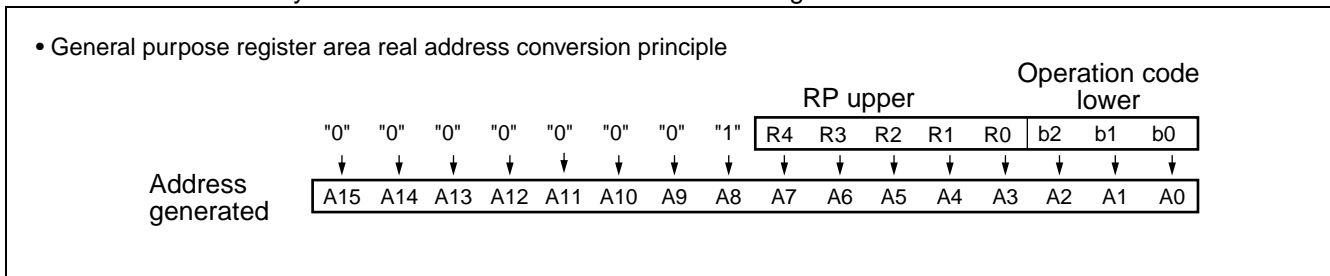 • General purpose register area real address conversion principle
Operation code
RP upper lower
"0" "0" "0" "0" "0" "0" "0" "1" R4 R3 R2 R1 R0 b2 b1 b0
Address
generated
A15 A14 A13 A12 A11 A10 A9 A8 A7 A6 A5 A4 A3 A2 A1 A0